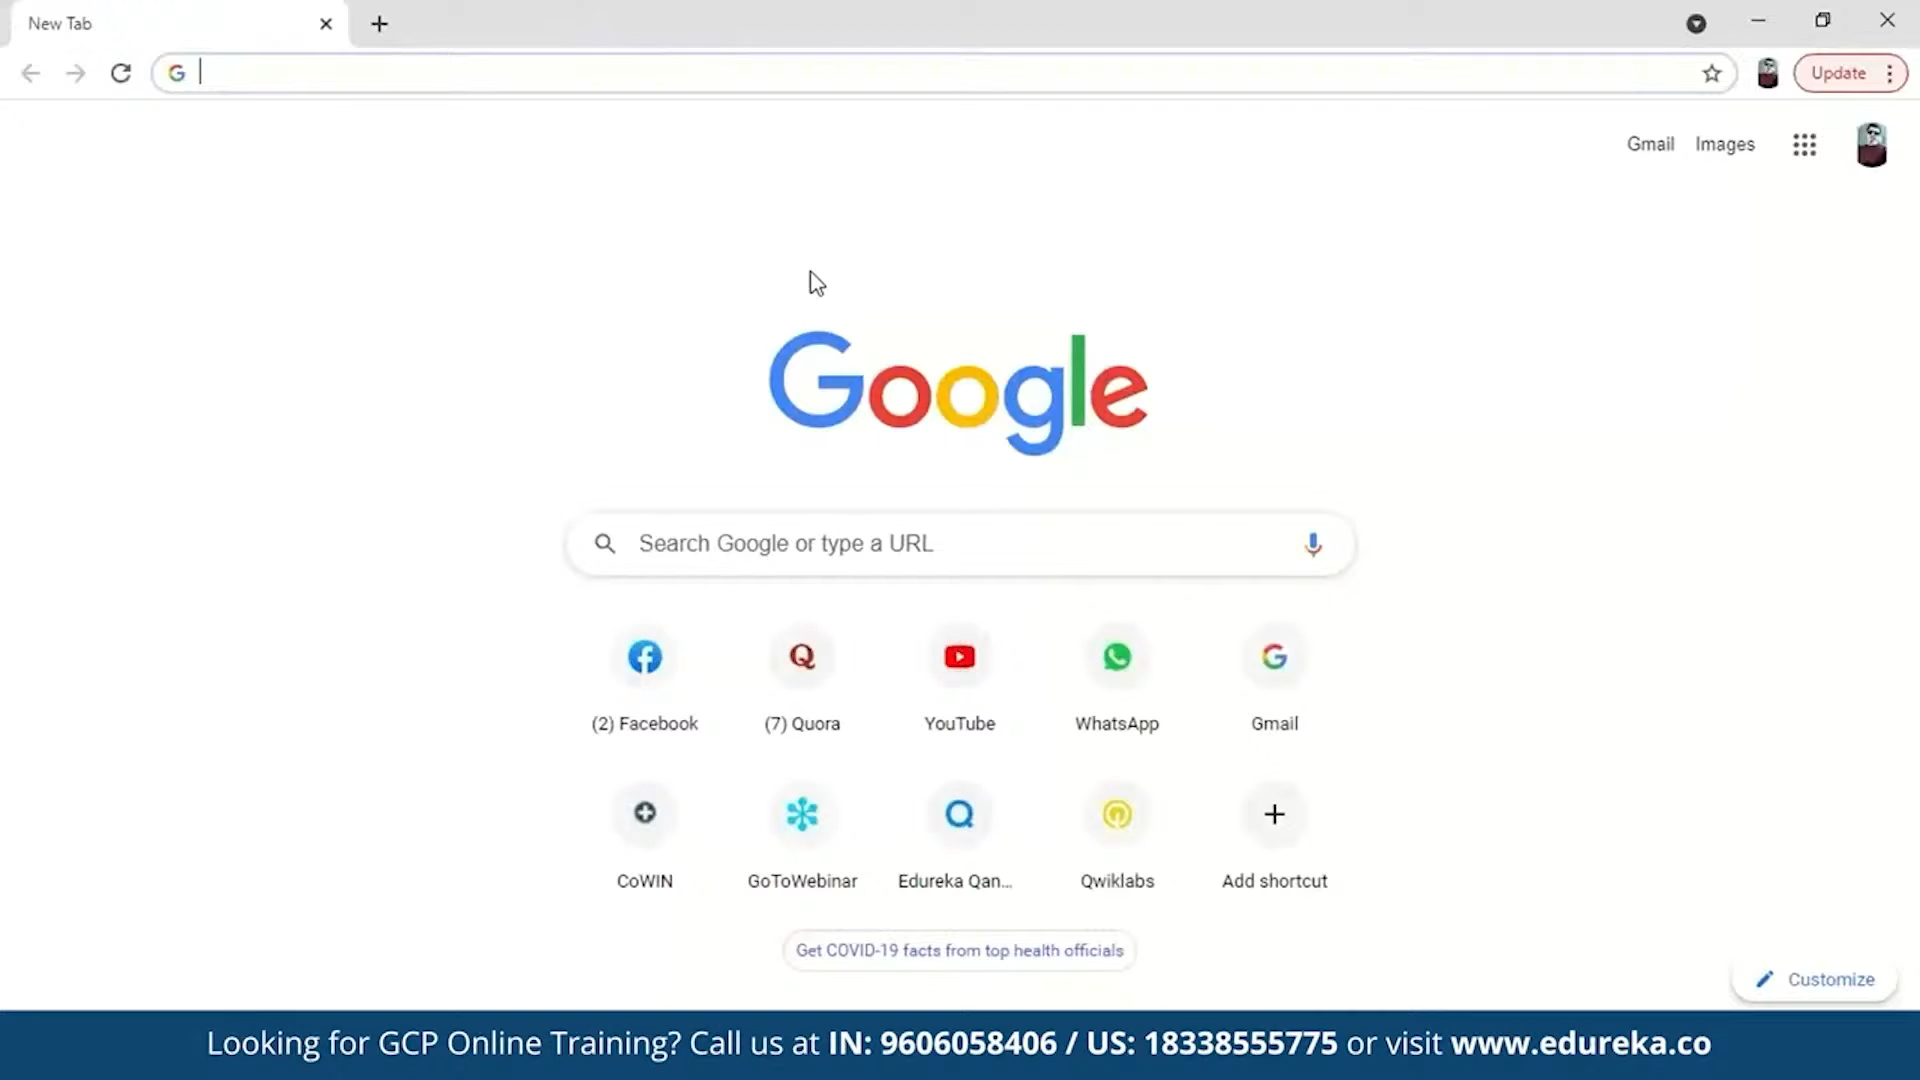 New Tab
Update
Gmail Images
Google
Search Google or type a URL
(2) Facebook (7) Quora YouTube WhatsApp Gmail
CoWIN GoToWebinar Edureka Qan... Qwiklabs Add shortcut
Get COVID-19 facts from top health officials
Customize
Looking for GCP Online Training? Call us at IN: 9606058406 / US: 18338555775 or visit www.edureka.co